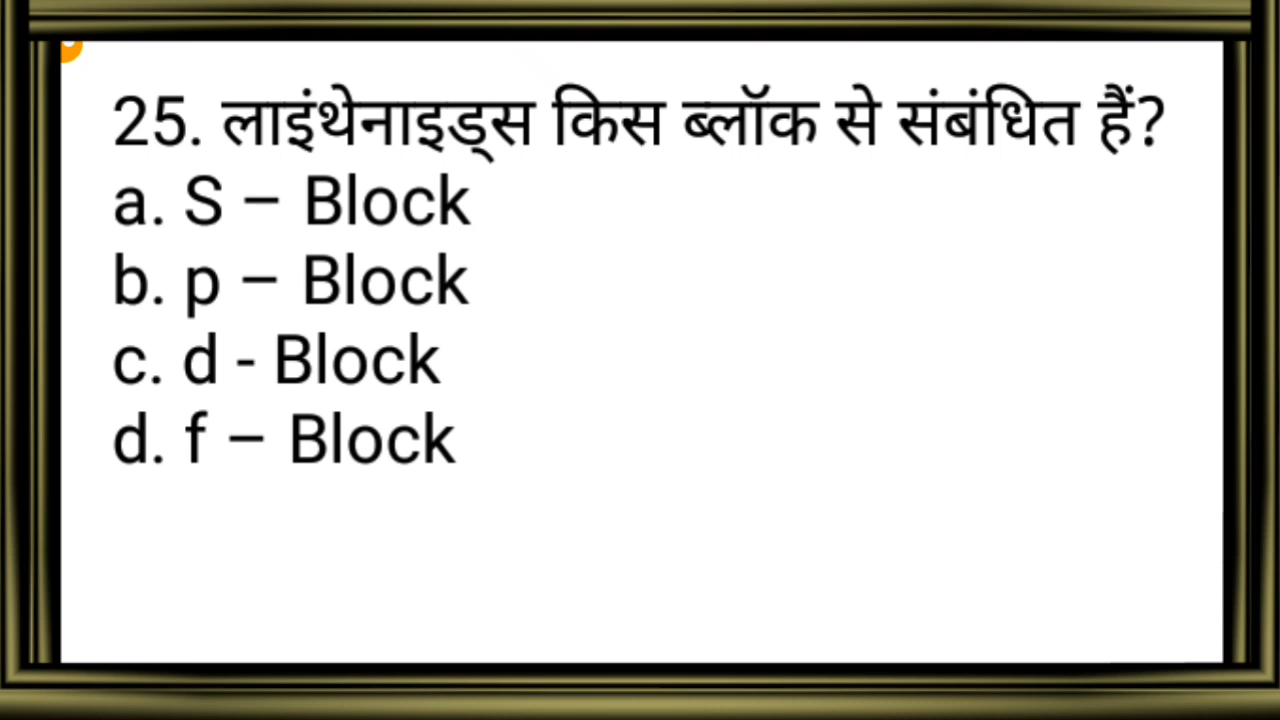 25. लाइंथेनाइड्स किस ब्लॉक से संबंधित हैं?
a. S – Block
b. p – Block
c. d - Block
d. f – Block